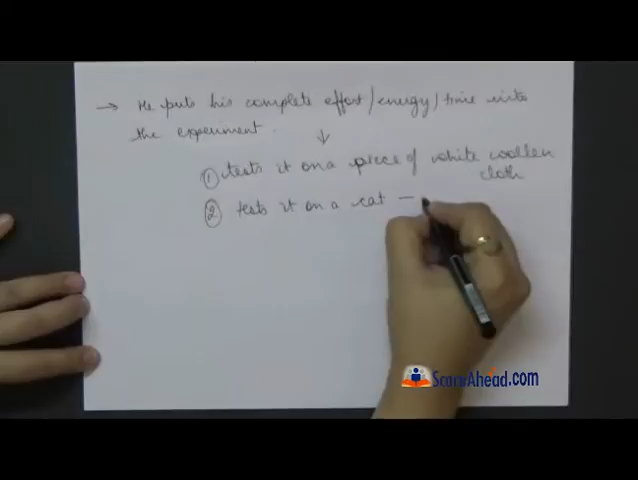 → He puts his complete effort/energy/time into
the experiment.
↓
① tests it on a piece of white woollen
cloth
② tests it on a cat —
ScoreAhead.com